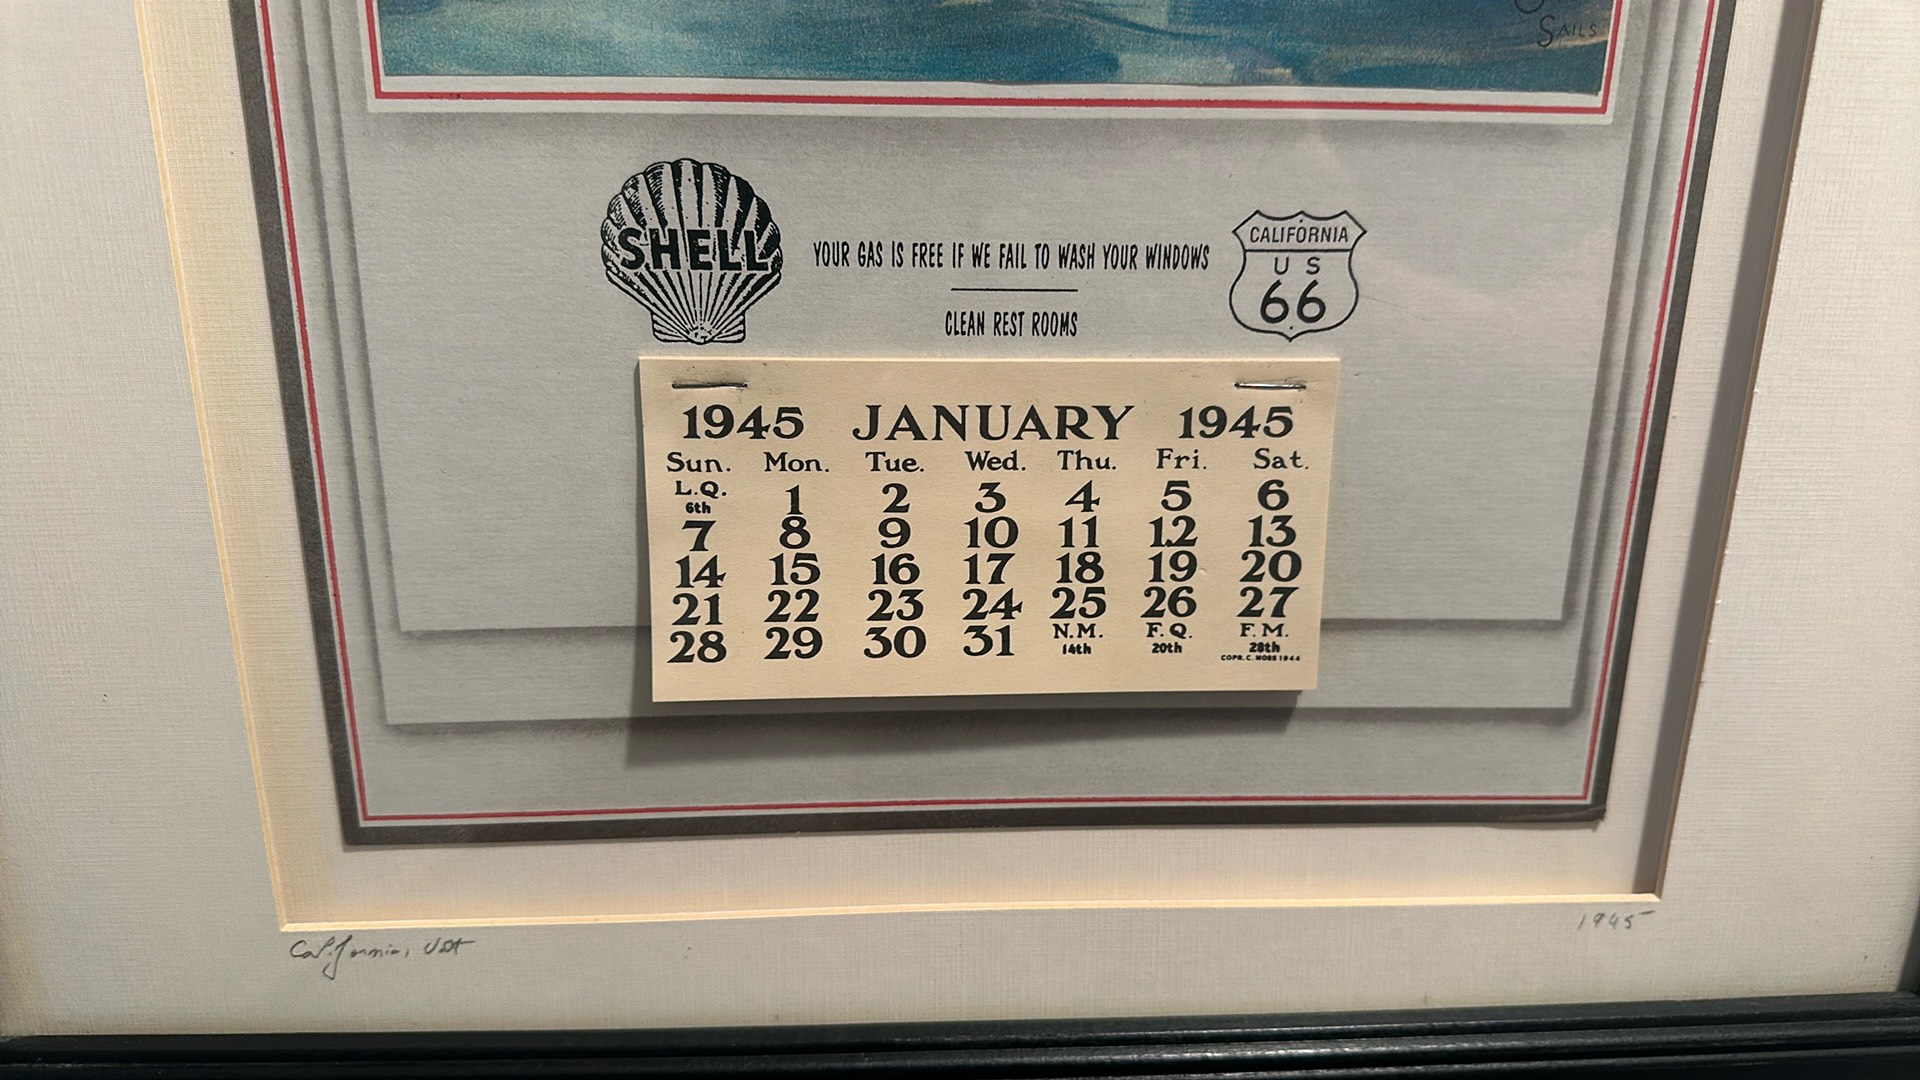 SAILS
SHELL
YOUR GAS IS FREE IF WE FAIL TO WASH YOUR WINDOWS
CLEAN REST ROOMS
CALIFORNIA
US
66
1945 JANUARY 1945
Sun. Mon. Tue. Wed. Thu. Fri. Sat.
L.Q. 6th 1 2 3 4 5 6
7 8 9 10 11 12 13
14 15 16 17 18 19 20
21 22 23 24 25 26 27
28 29 30 31 N.M. 14th F.Q. 20th F.M. 28th
COPR. C. MOSS 1944
California, 1945